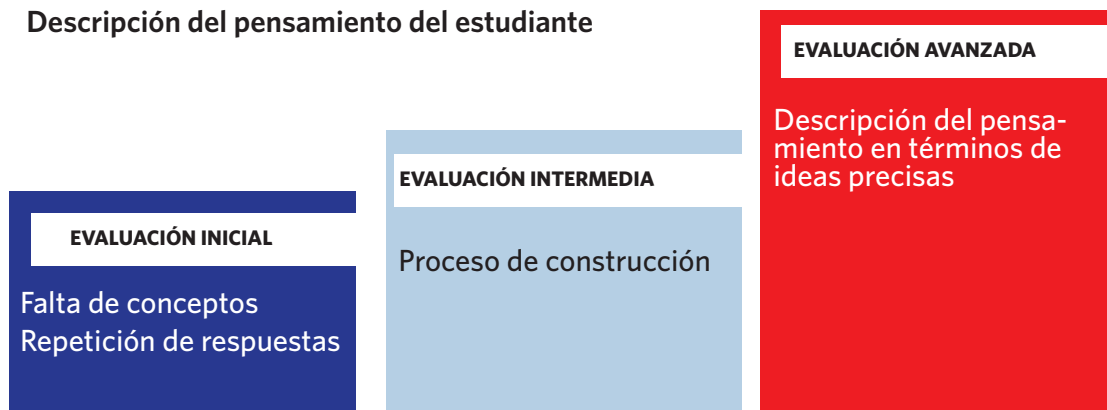 Descripción del pensamiento del estudiante
EVALUACIÓN INICIAL
Falta de conceptos
Repetición de respuestas
EVALUACIÓN INTERMEDIA
Proceso de construcción
EVALUACIÓN AVANZADA
Descripción del pensa-
miento en términos de
ideas precisas